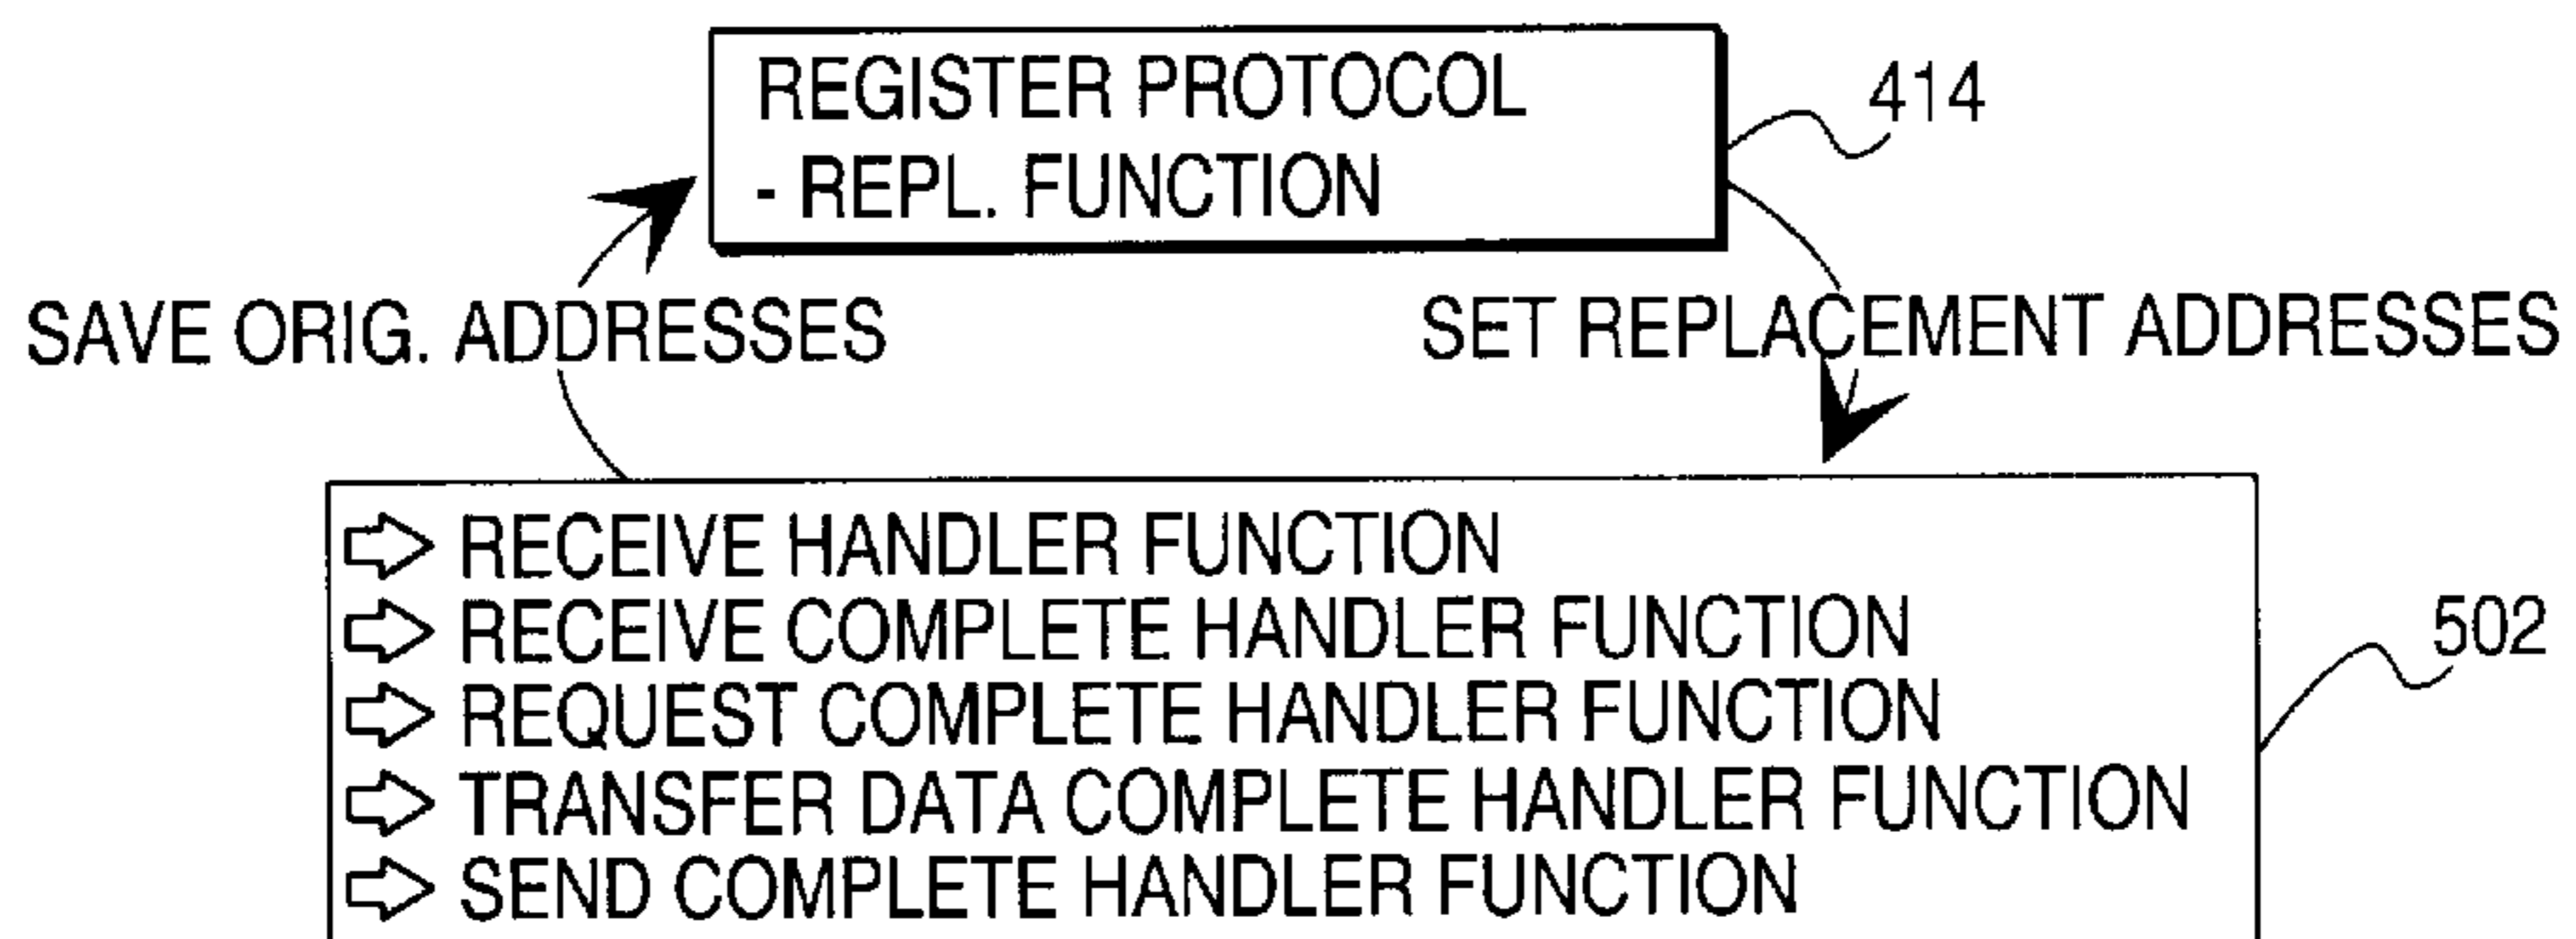 REGISTER PROTOCOL
- REPL. FUNCTION
414
SAVE ORIG. ADDRESSES
SET REPLACEMENT ADDRESSES
RECEIVE HANDLER FUNCTION
RECEIVE COMPLETE HANDLER FUNCTION
REQUEST COMPLETE HANDLER FUNCTION
TRANSFER DATA COMPLETE HANDLER FUNCTION
SEND COMPLETE HANDLER FUNCTION
502